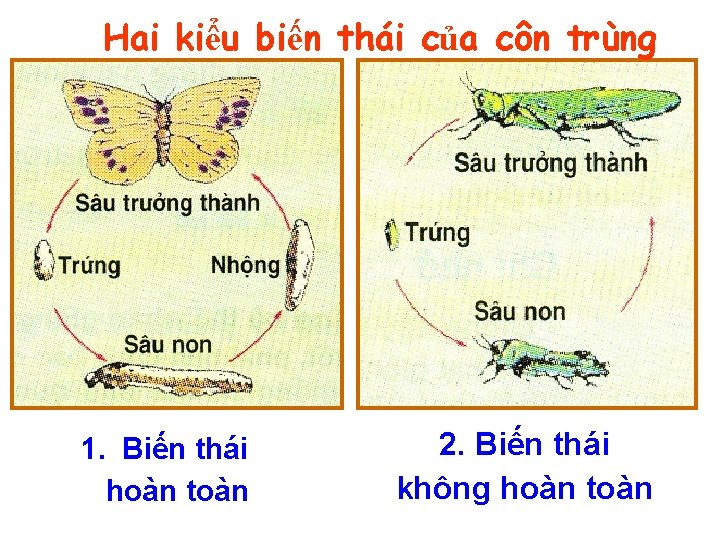 Hai kiểu biến thái của côn trùng
Sâu trưởng thành
Trứng
Nhộng
Sâu non
Sâu trưởng thành
Trứng
Sâu non
1. Biến thái
hoàn toàn
2. Biến thái
không hoàn toàn